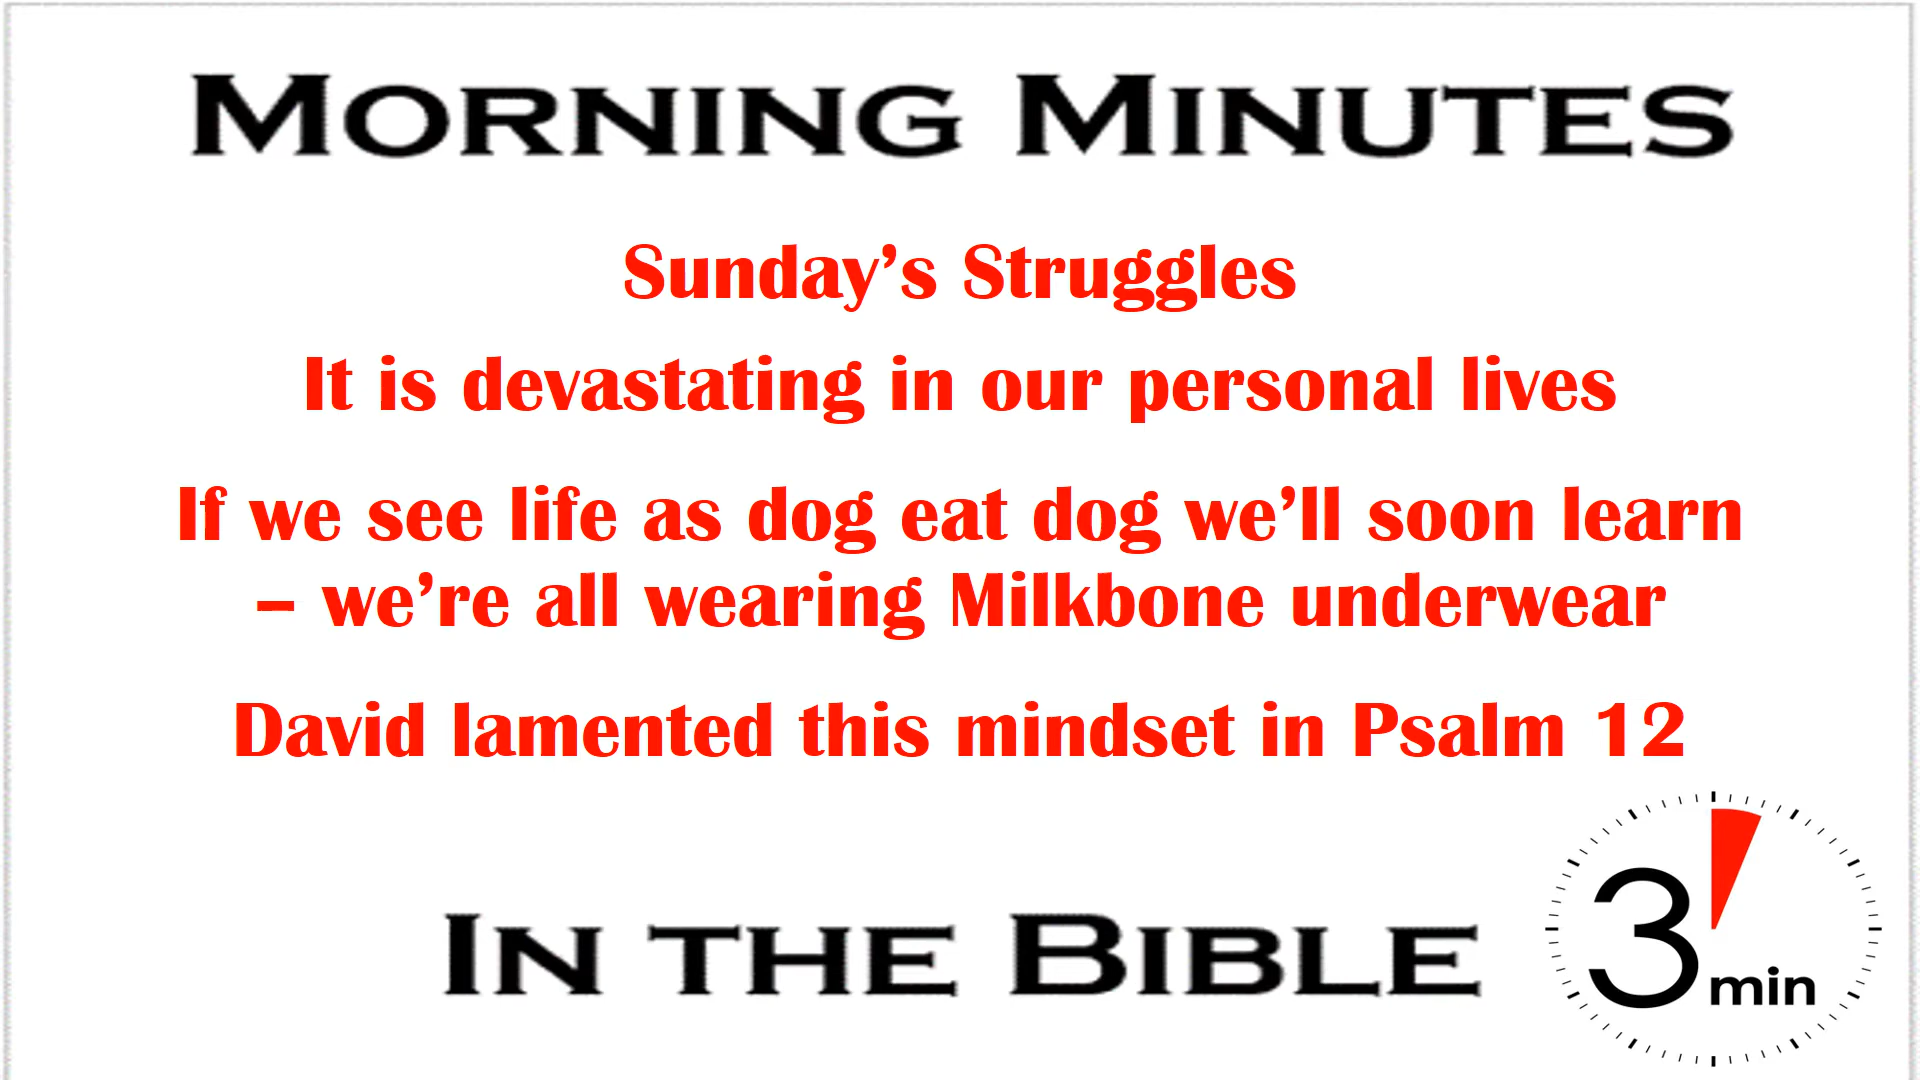 MORNING MINUTES
Sunday’s Struggles
It is devastating in our personal lives
If we see life as dog eat dog we’ll soon learn
– we’re all wearing Milkbone underwear
David lamented this mindset in Psalm 12
IN THE BIBLE
3 min